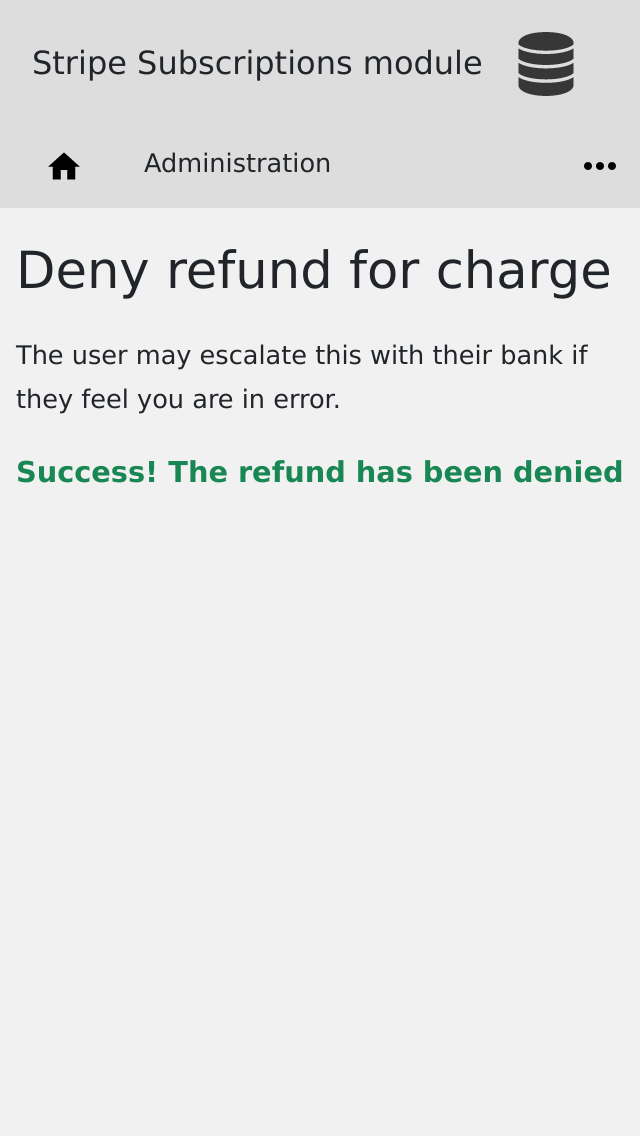 Stripe Subscriptions module
Administration
Deny refund for charge
The user may escalate this with their bank if
they feel you are in error.
Success! The refund has been denied